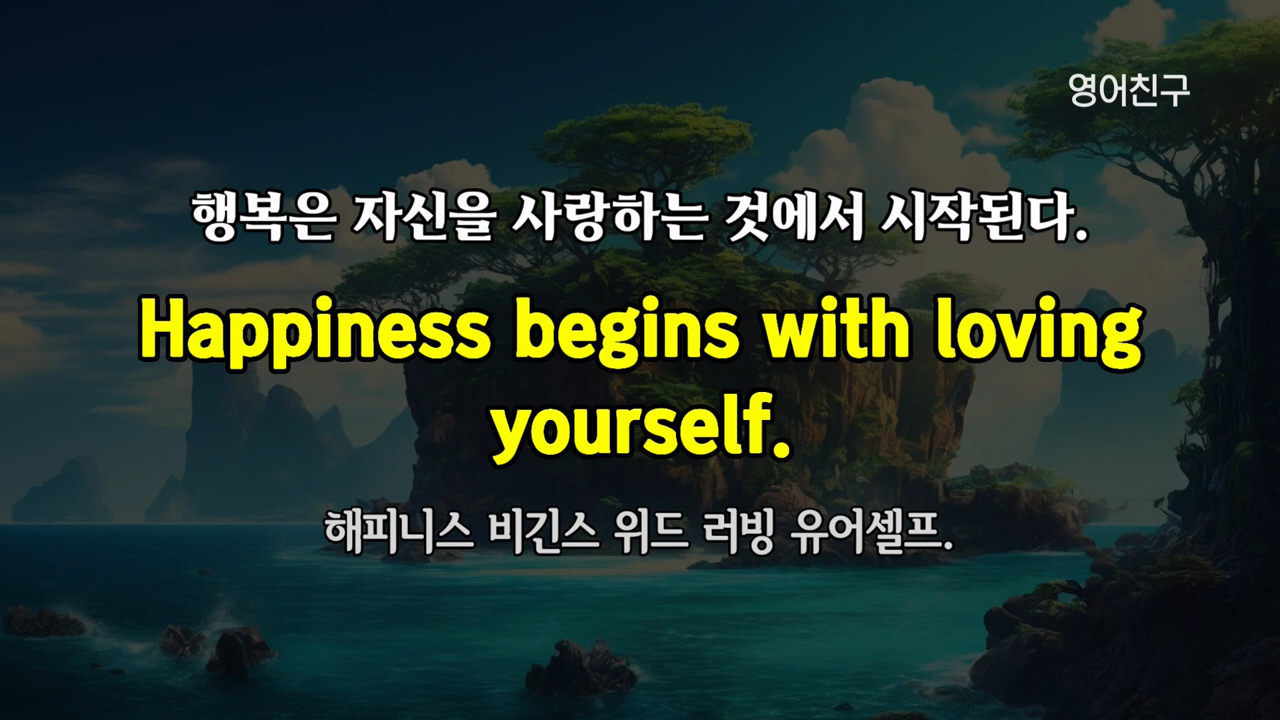 영어친구
행복은 자신을 사랑하는 것에서 시작된다.
Happiness begins with loving
yourself.
해피니스 비긴스 위드 러빙 유어셀프.